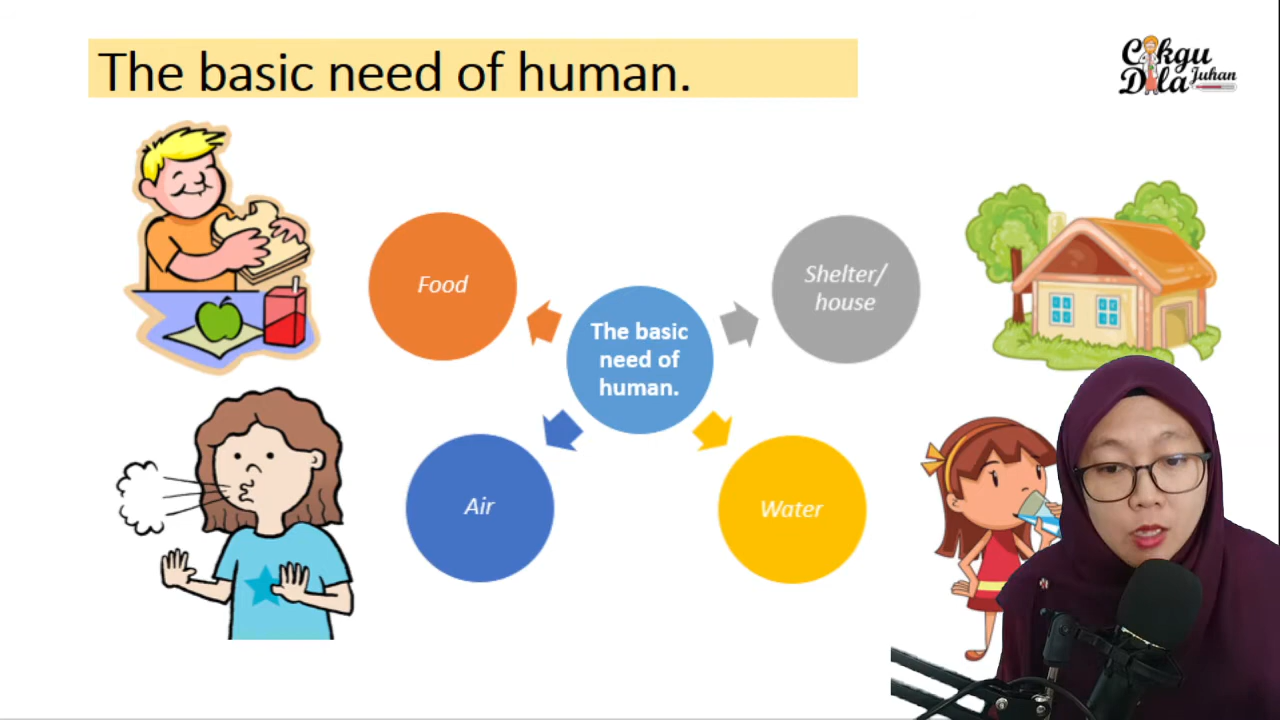 The basic need of human.
Cikgu
Dila Juhan
Food
Shelter/
house
The basic
need of
human.
Air
Water